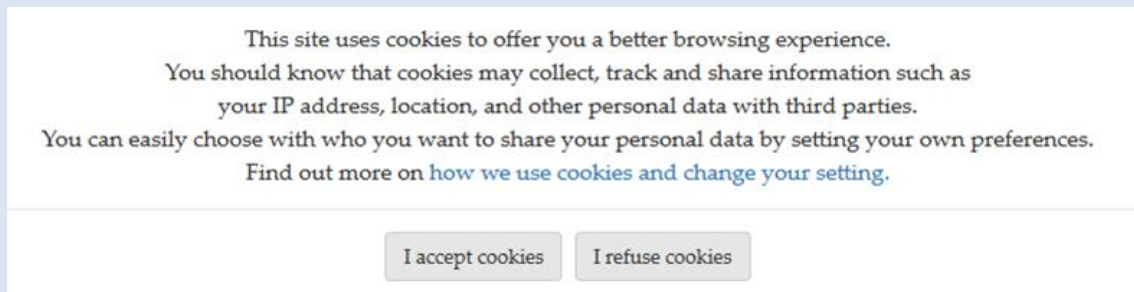 This site uses cookies to offer you a better browsing experience.
You should know that cookies may collect, track and share information such as
your IP address, location, and other personal data with third parties.
You can easily choose with who you want to share your personal data by setting your own preferences.
Find out more on how we use cookies and change your setting.
I accept cookies I refuse cookies